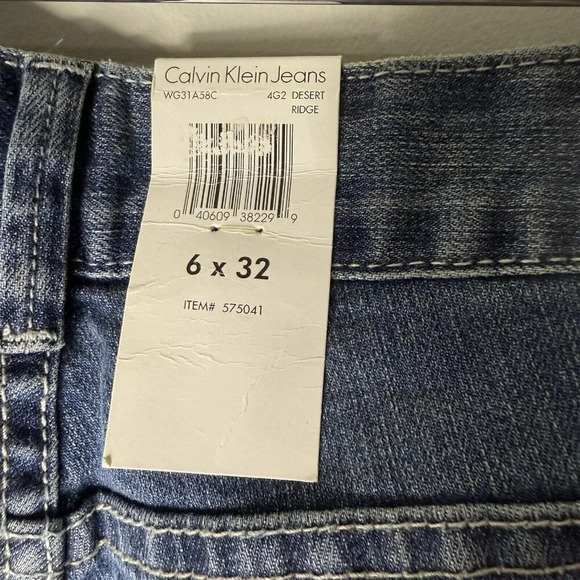 Calvin Klein Jeans
WG31A58C 4G2 DESERT
RIDGE
0 40609 38229 9
6 x 32
ITEM# 575041